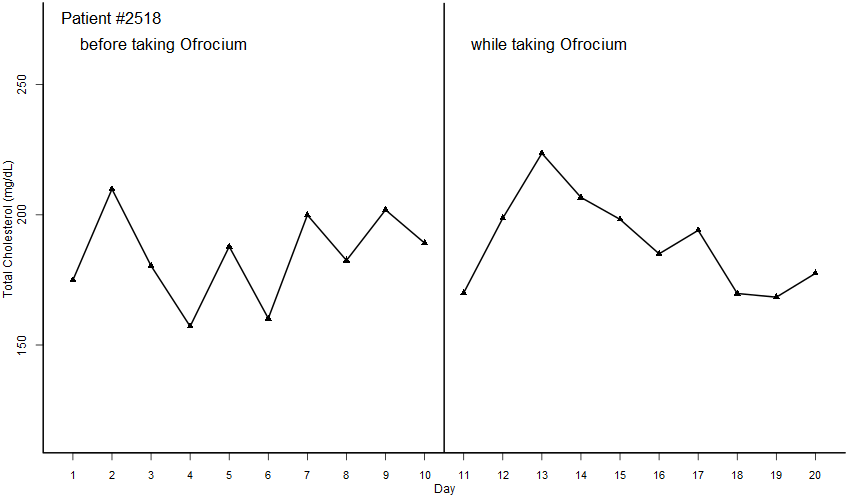 Patient #2518
before taking Ofrocium
while taking Ofrocium
Total Cholesterol (mg/dL)
250
200
150
1 2 3 4 5 6 7 8 9 10 11 12 13 14 15 16 17 18 19 20
Day